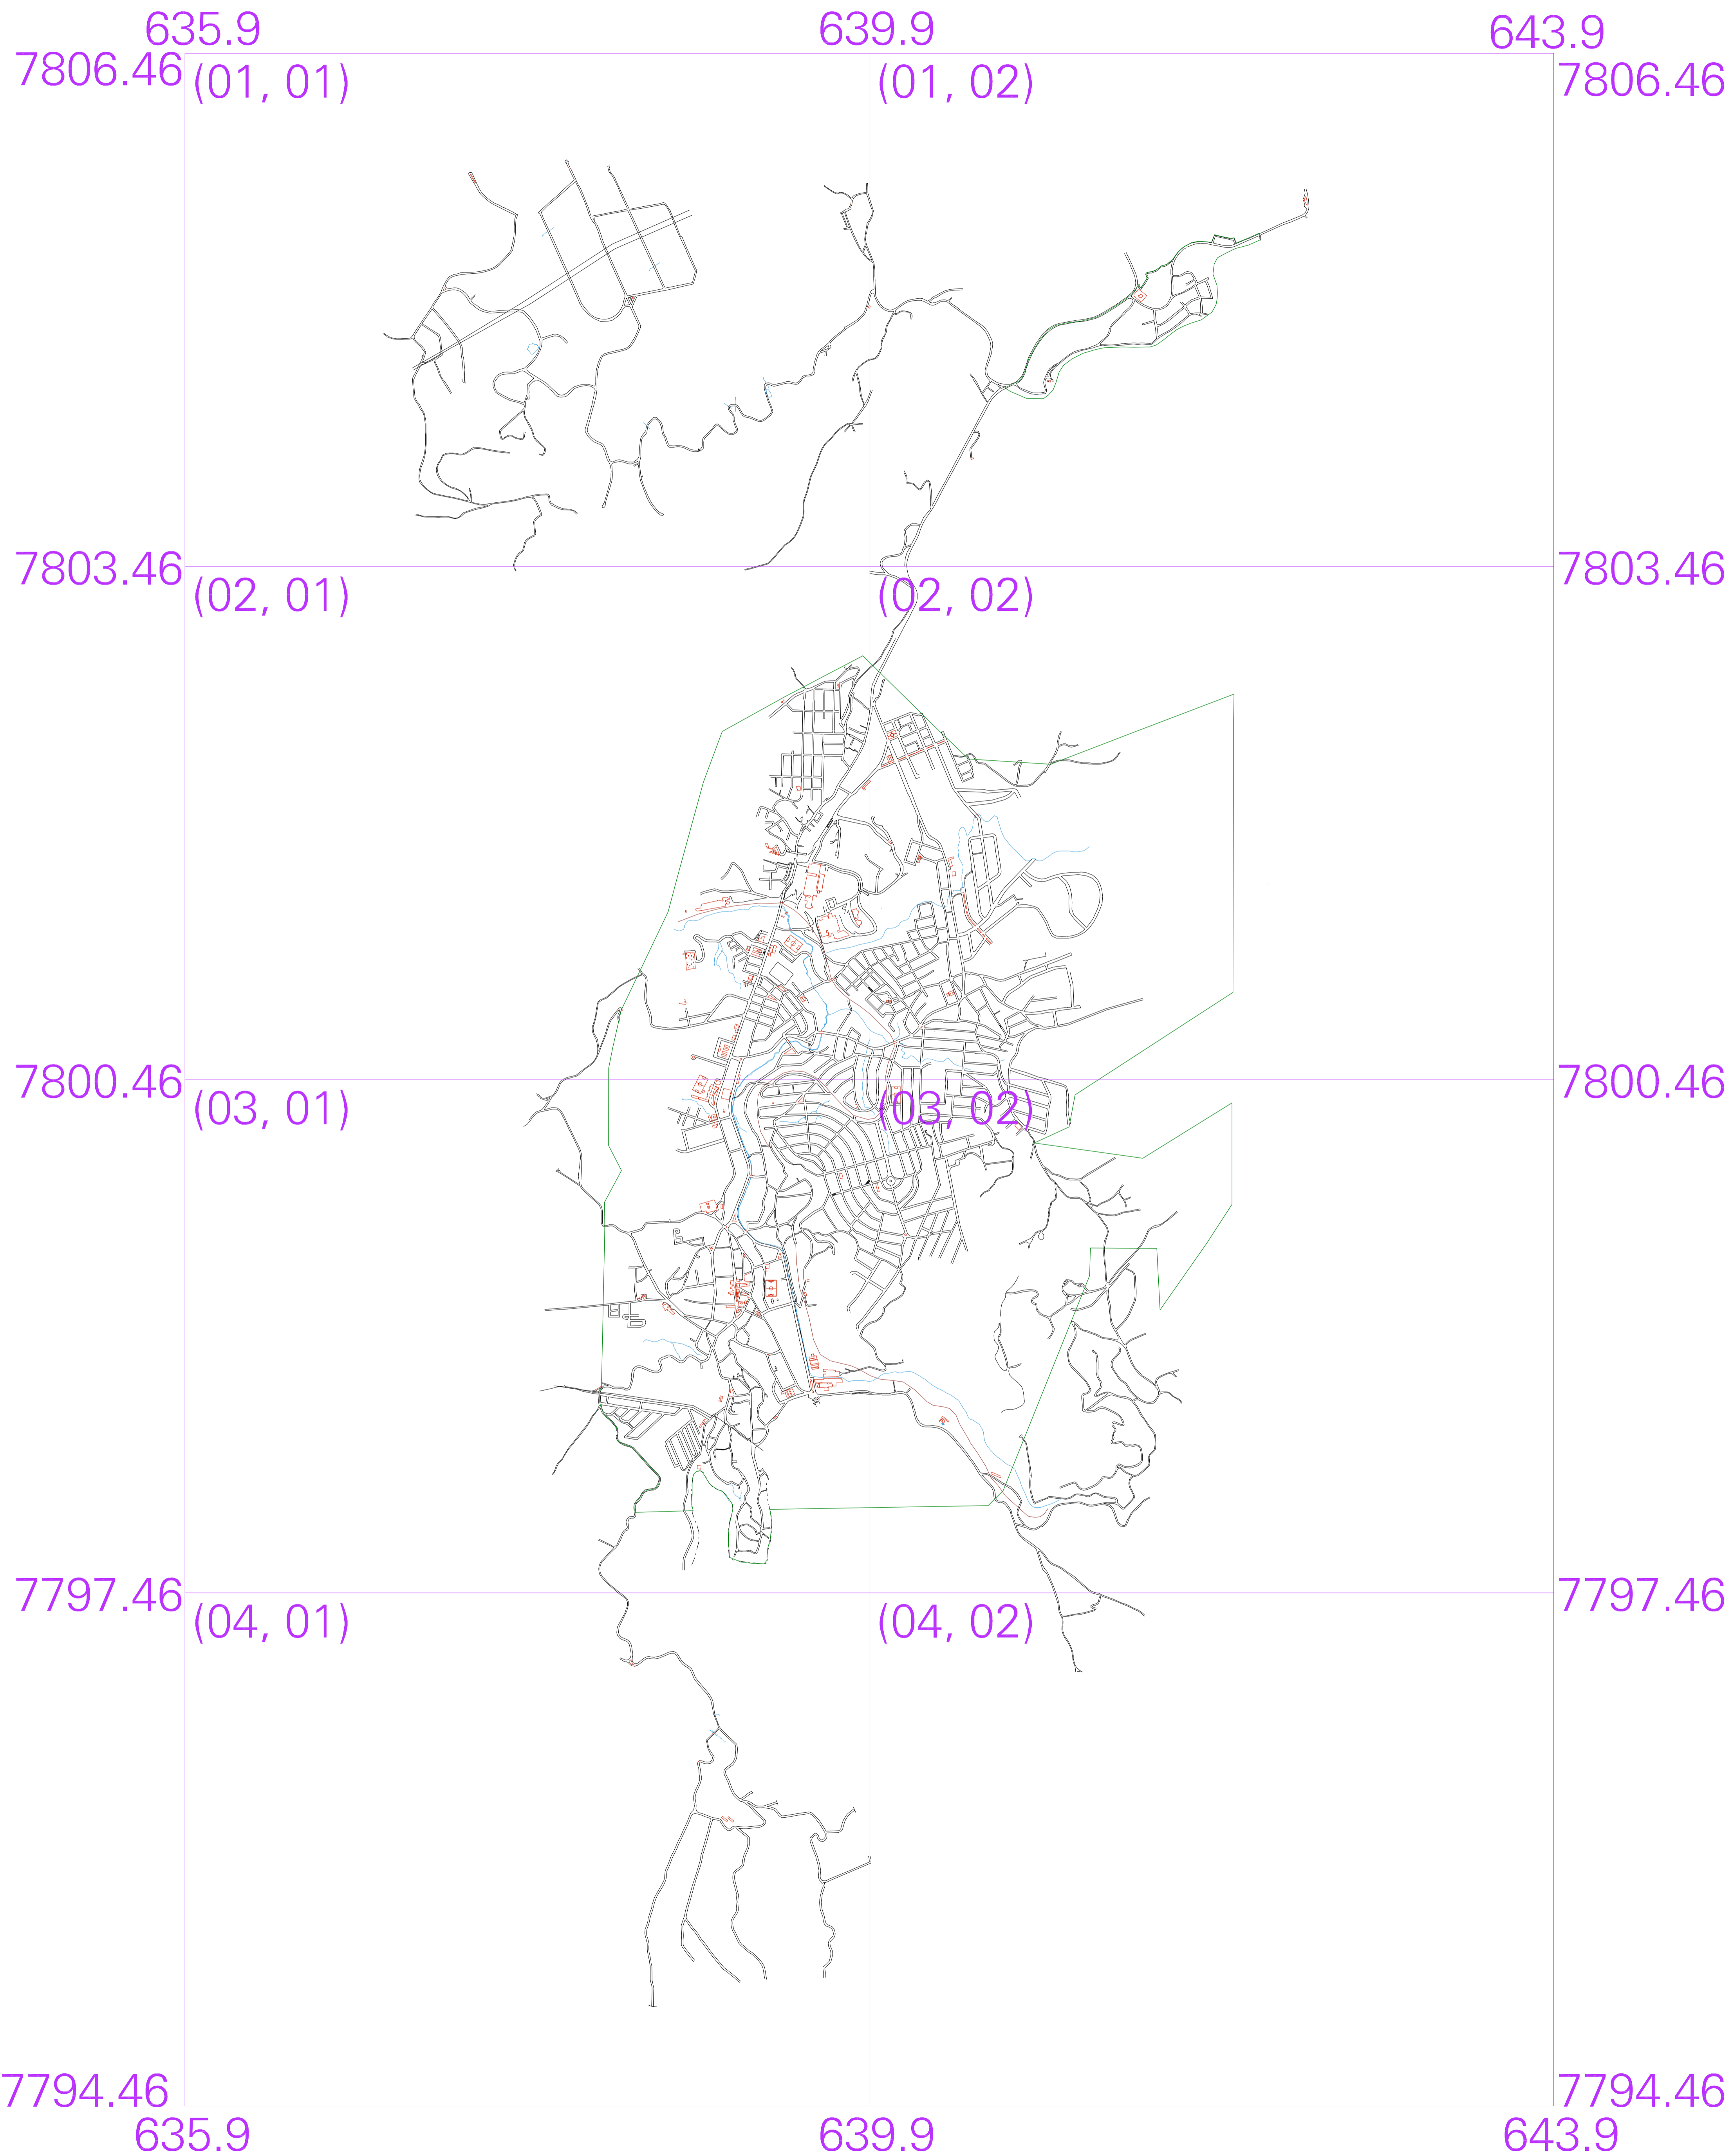 635.9 639.9 643.9
7806.46 (01, 01) (01, 02) 7806.46
7803.46 (02, 01) (02, 02) 7803.46
7800.46 (03, 01) (03, 02) 7800.46
7797.46 (04, 01) (04, 02) 7797.46
7794.46 7794.46
635.9 639.9 643.9